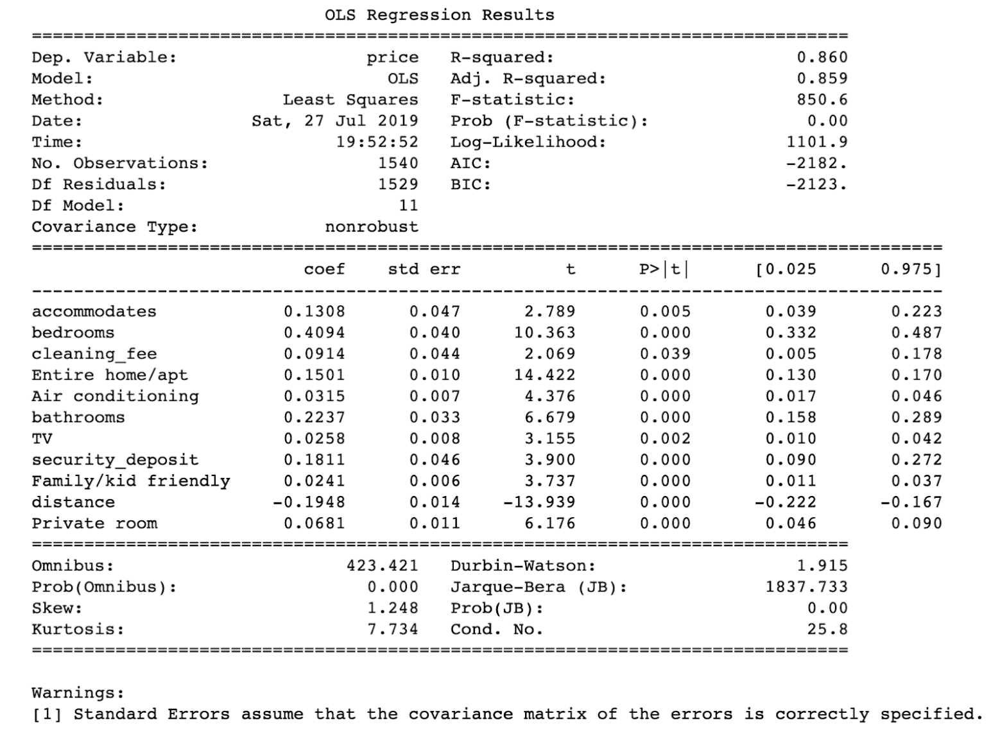 OLS Regression Results
==============================================================================
Dep. Variable:                  price   R-squared:                       0.860
Model:                            OLS   Adj. R-squared:                  0.859
Method:                 Least Squares   F-statistic:                     850.6
Date:                Sat, 27 Jul 2019   Prob (F-statistic):               0.00
Time:                        19:52:52   Log-Likelihood:                 1101.9
No. Observations:                1540   AIC:                            -2182.
Df Residuals:                    1529   BIC:                            -2123.
Df Model:                          11
Covariance Type:            nonrobust
=======================================================================================
                          coef    std err          t      P>|t|      [0.025      0.975]
---------------------------------------------------------------------------------------
accommodates            0.1308      0.047      2.789      0.005       0.039       0.223
bedrooms                0.4094      0.040     10.363      0.000       0.332       0.487
cleaning_fee            0.0914      0.044      2.069      0.039       0.005       0.178
Entire home/apt         0.1501      0.010     14.422      0.000       0.130       0.170
Air conditioning        0.0315      0.007      4.376      0.000       0.017       0.046
bathrooms               0.2237      0.033      6.679      0.000       0.158       0.289
TV                      0.0258      0.008      3.155      0.002       0.010       0.042
security_deposit        0.1811      0.046      3.900      0.000       0.090       0.272
Family/kid friendly     0.0241      0.006      3.737      0.000       0.011       0.037
distance               -0.1948      0.014    -13.939      0.000      -0.222      -0.167
Private room            0.0681      0.011      6.176      0.000       0.046       0.090
==============================================================================
Omnibus:                      423.421   Durbin-Watson:                   1.915
Prob(Omnibus):                  0.000   Jarque-Bera (JB):             1837.733
Skew:                           1.248   Prob(JB):                         0.00
Kurtosis:                       7.734   Cond. No.                         25.8
==============================================================================
Warnings:
[1] Standard Errors assume that the covariance matrix of the errors is correctly specified.